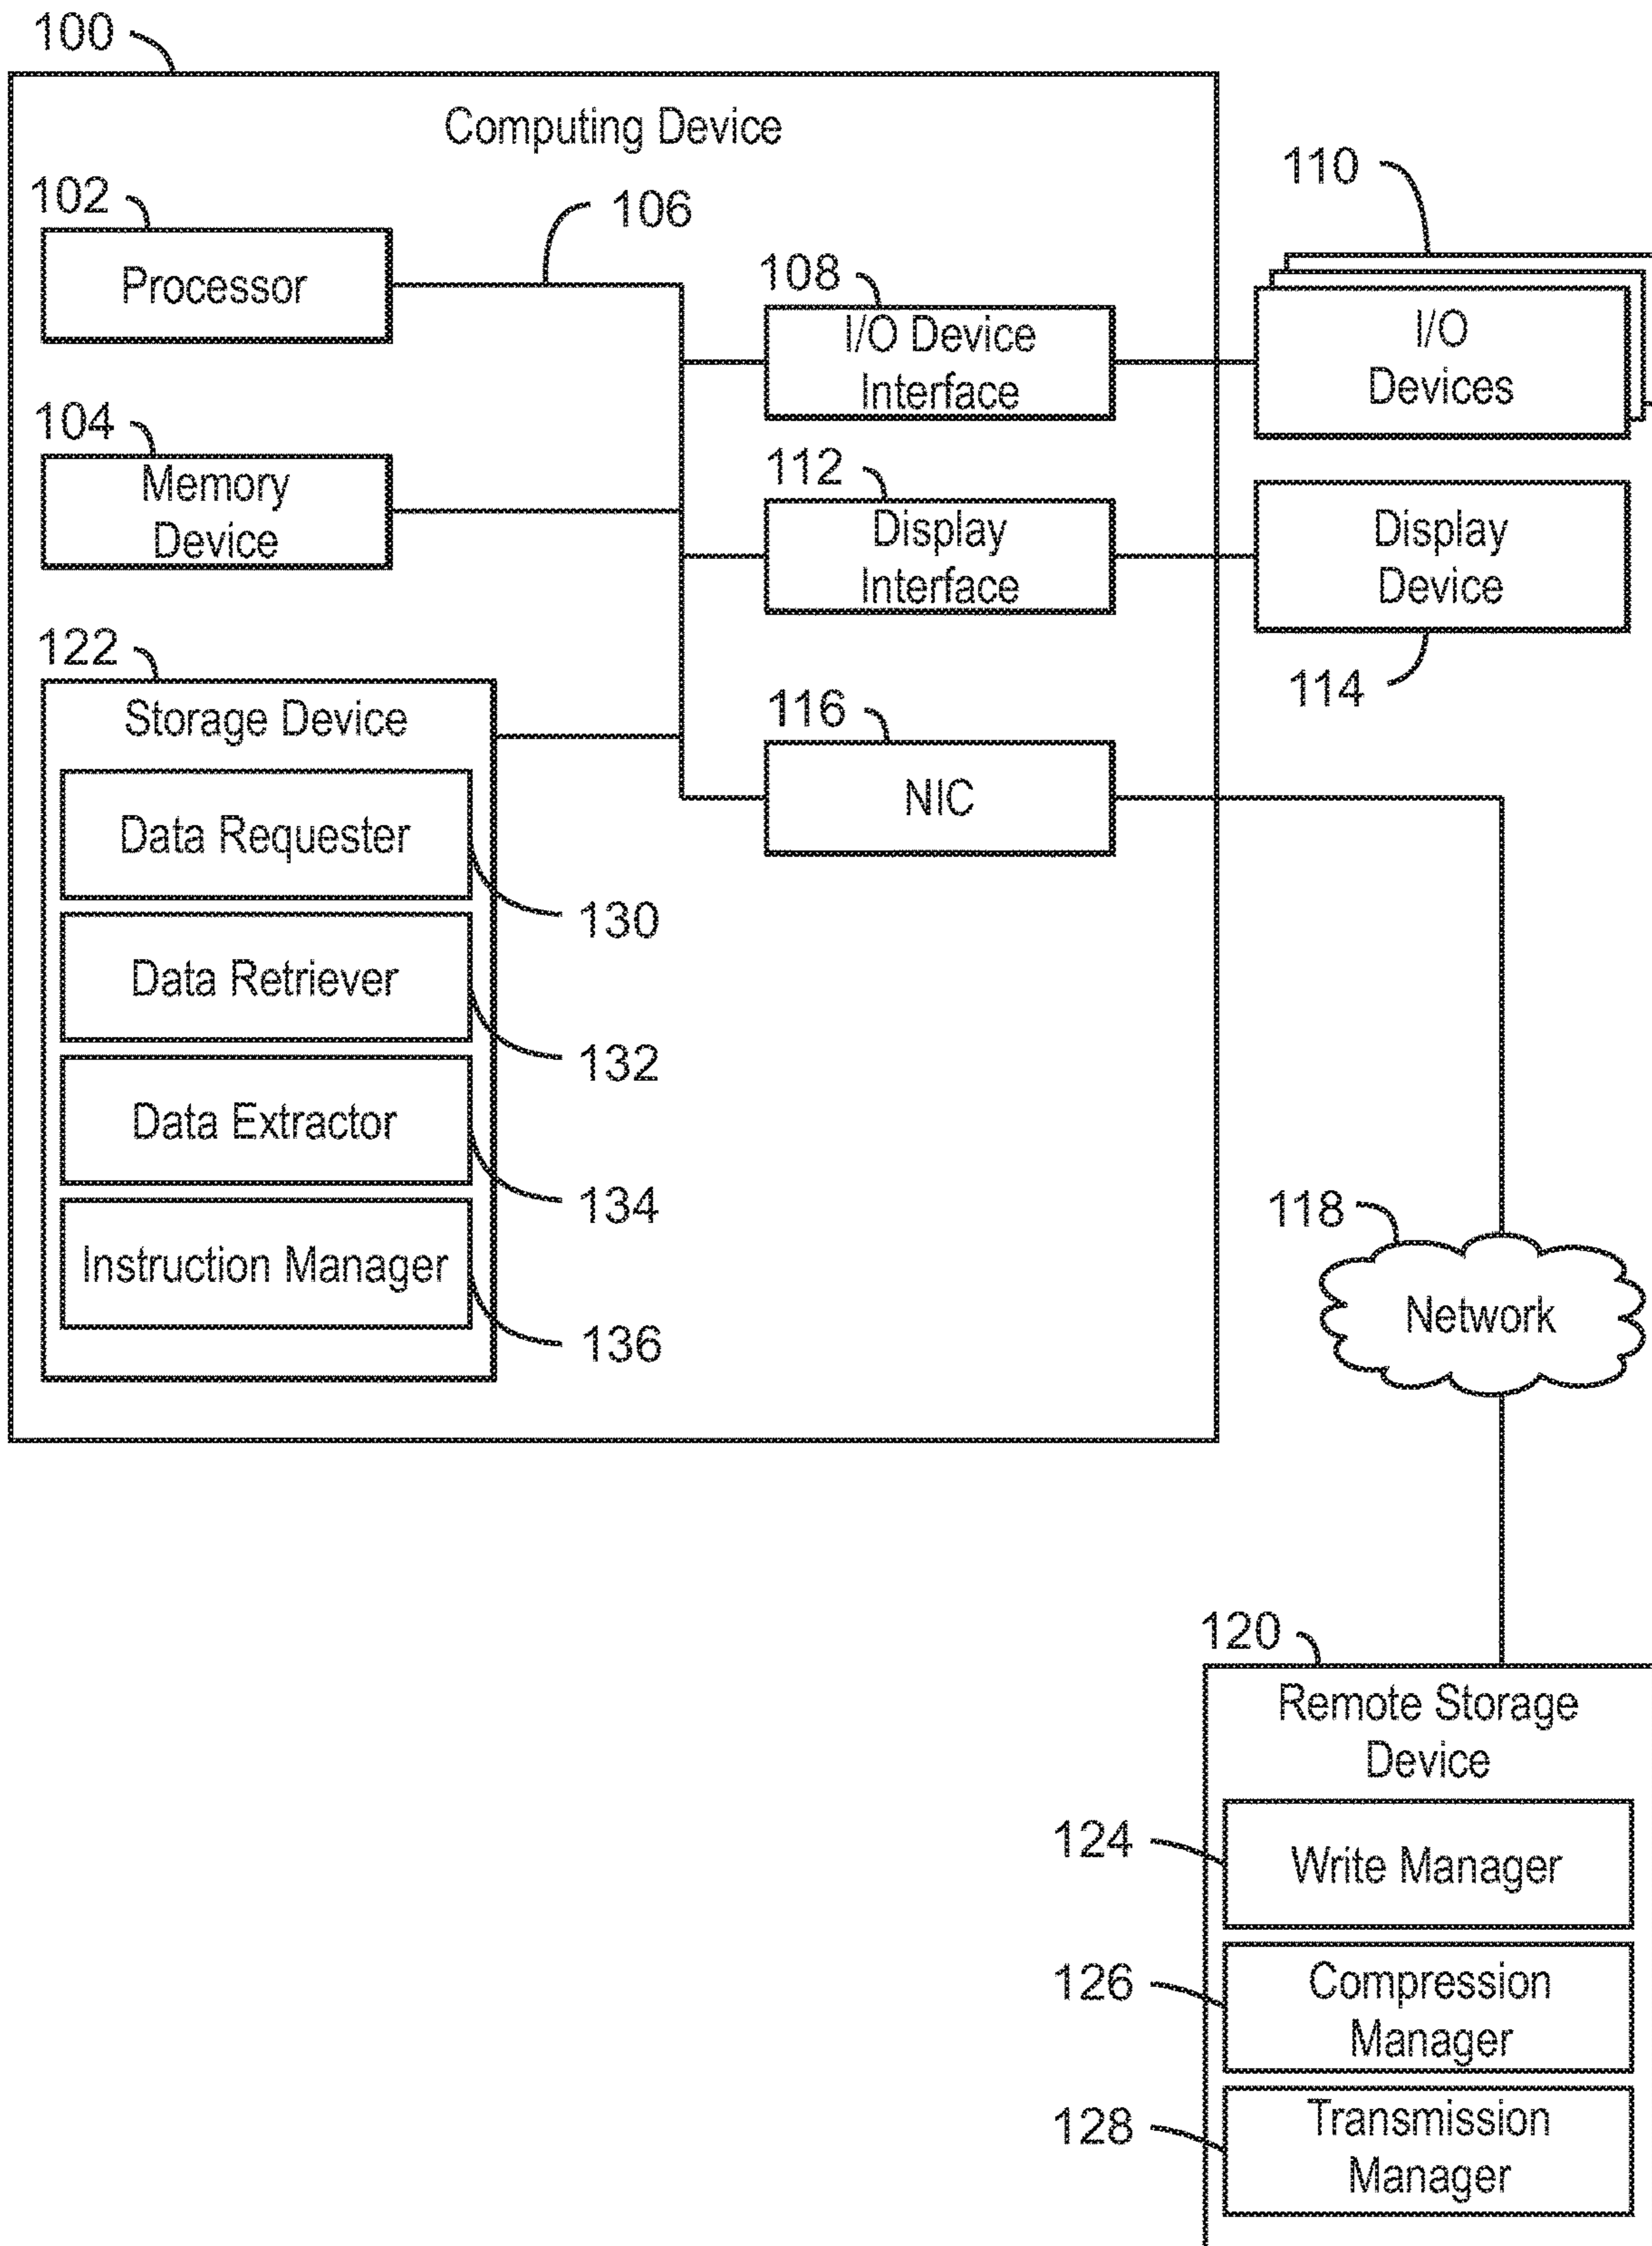 100
Computing Device
102
106
110
Processor
108
I/O Device
Interface
I/O
Devices
104
Memory
Device
112
Display
Interface
Display
Device
114
122
Storage Device
116
NIC
Data Requester
130
Data Retriever
132
Data Extractor
134
Instruction Manager
136
118
Network
120
Remote Storage
Device
124
Write Manager
126
Compression
Manager
128
Transmission
Manager